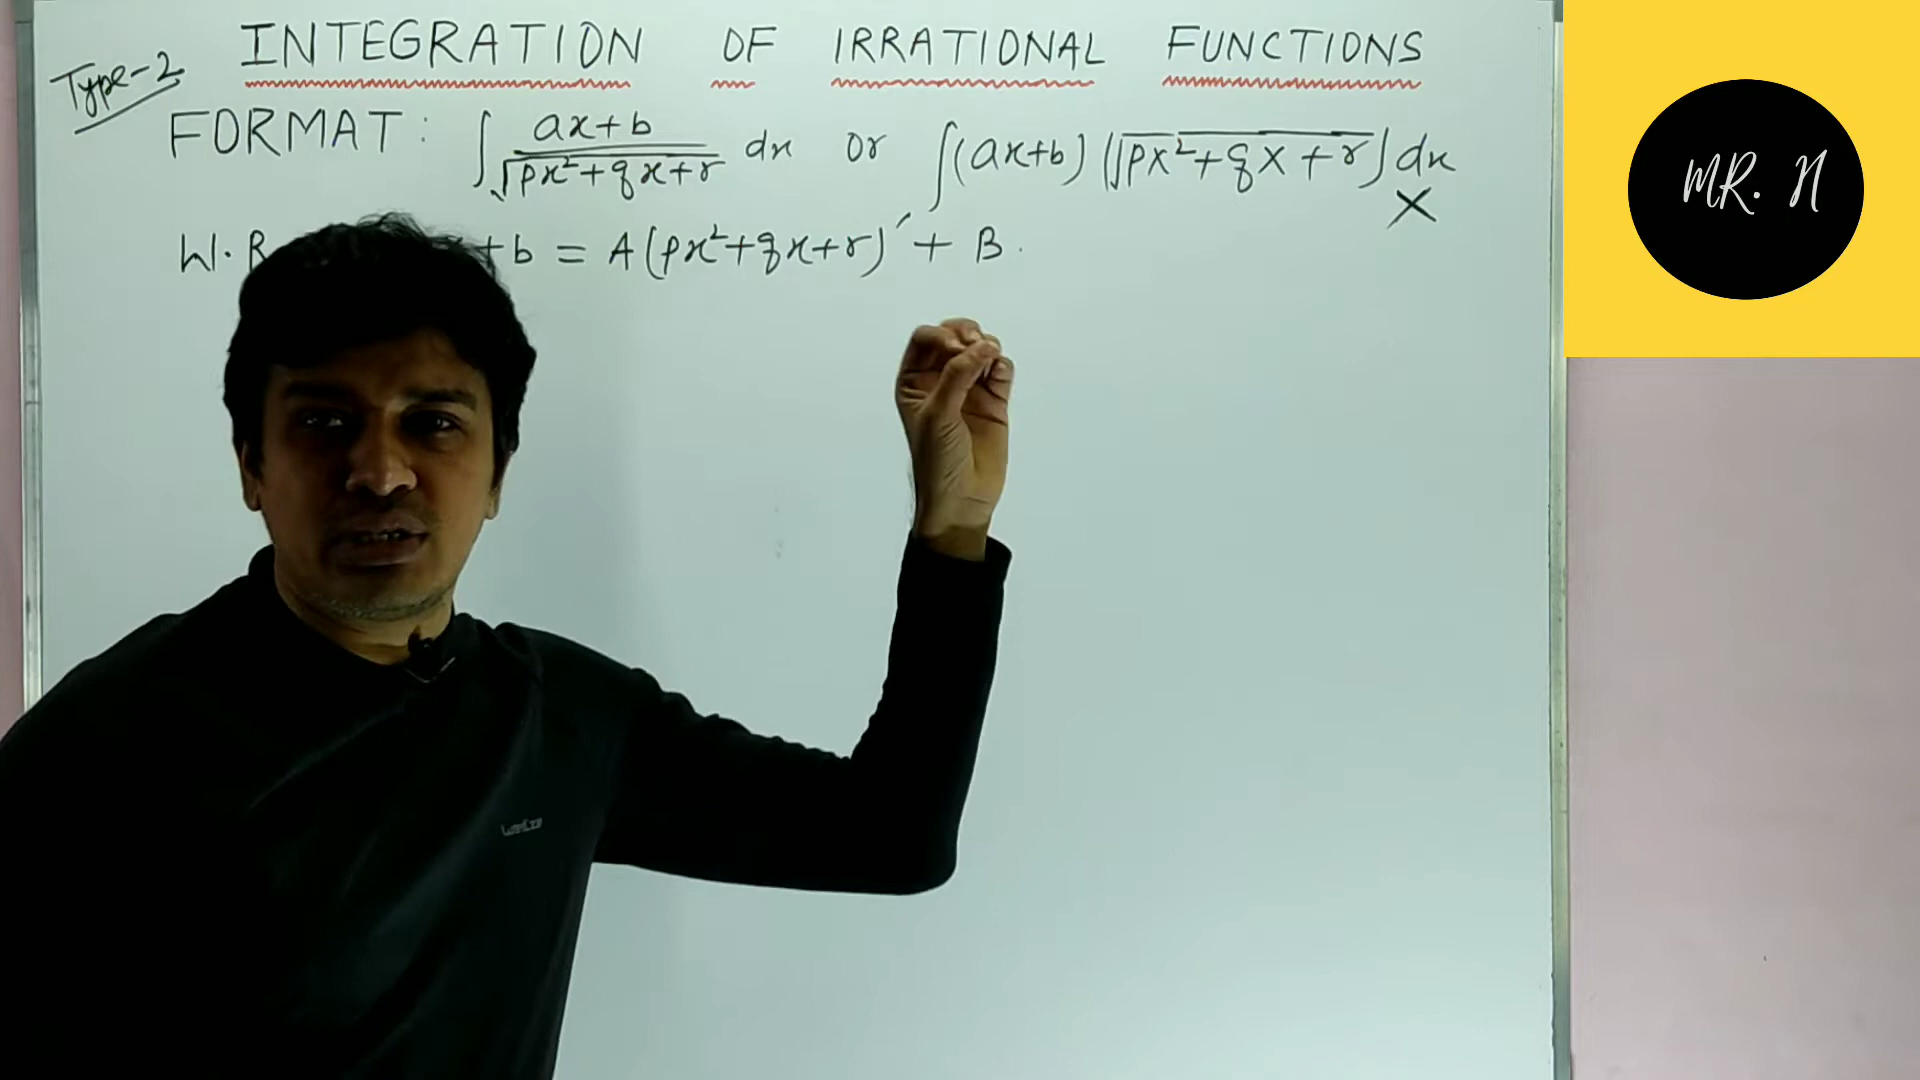 INTEGRATION OF IRRATIONAL FUNCTIONS
Type-2
FORMAT: ∫ ax+b / √px²+qx+r dx or ∫(ax+b) (√px²+qx+r) dx
x
+ b = A(px²+qx+r)′ + B.
MR. N